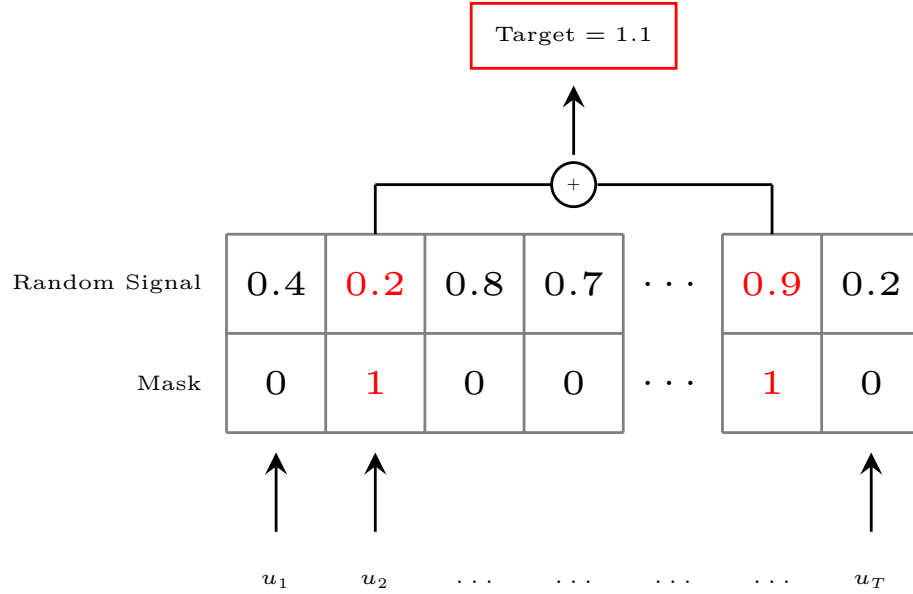 Target = 1.1
+
Random Signal 0.4 0.2 0.8 0.7 ... 0.9 0.2
Mask 0 1 0 0 ... 1 0
u₁ u₂ ... ... ... ... u_T